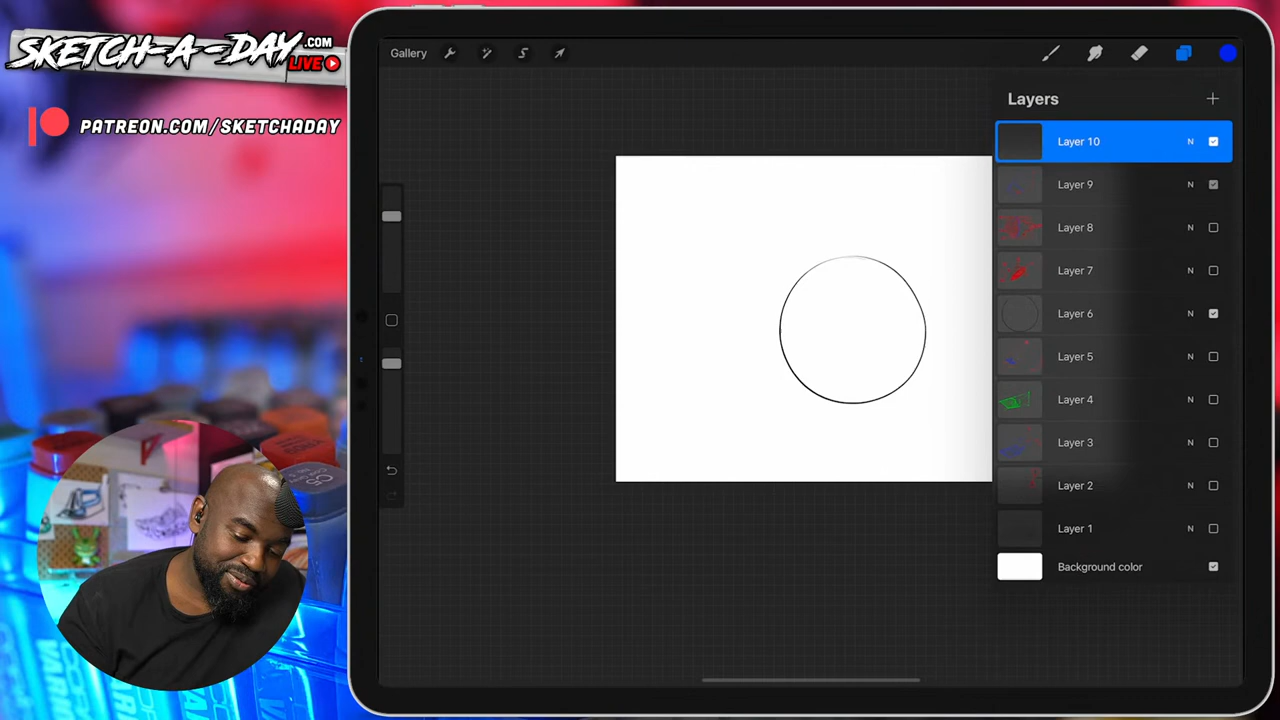 SKETCH-A-DAY.COM
LIVE
PATREON.COM/SKETCHADAY
Gallery
Layers
Layer 10 N
Layer 9 N
Layer 8 N
Layer 7 N
Layer 6 N
Layer 5 N
Layer 4 N
Layer 3 N
Layer 2 N
Layer 1 N
Background color